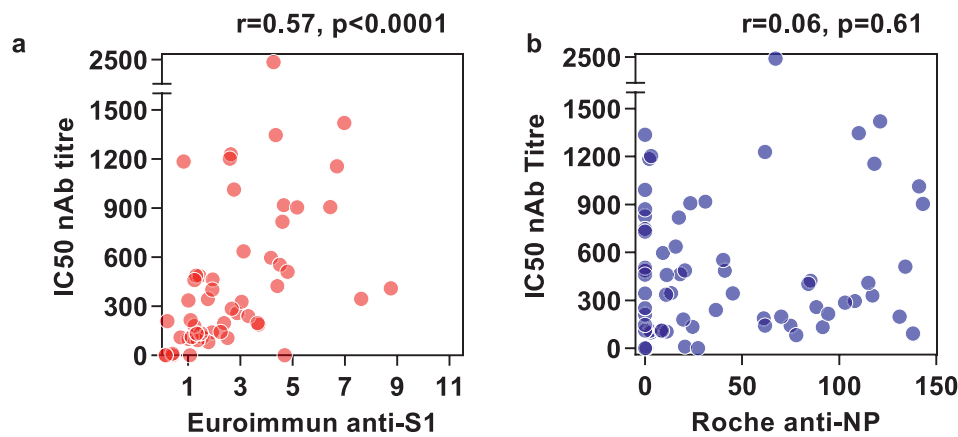 a
r=0.57, p<0.0001
IC50 nAb titre
2500
1500
1200
900
600
300
0
1 3 5 7 9 11
Euroimmun anti-S1
b
r=0.06, p=0.61
IC50 nAb Titre
2500
1500
1200
900
600
300
0
0 50 100 150
Roche anti-NP